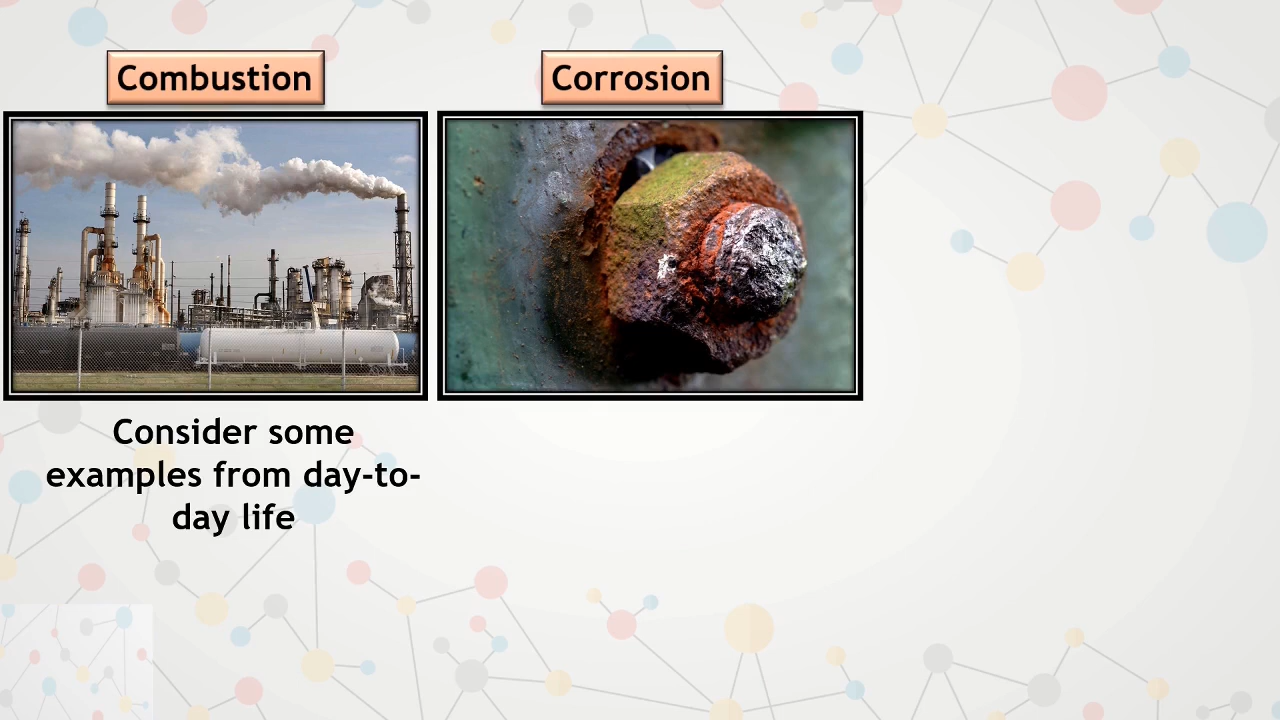 Combustion
Corrosion
Consider some
examples from day-to-
day life